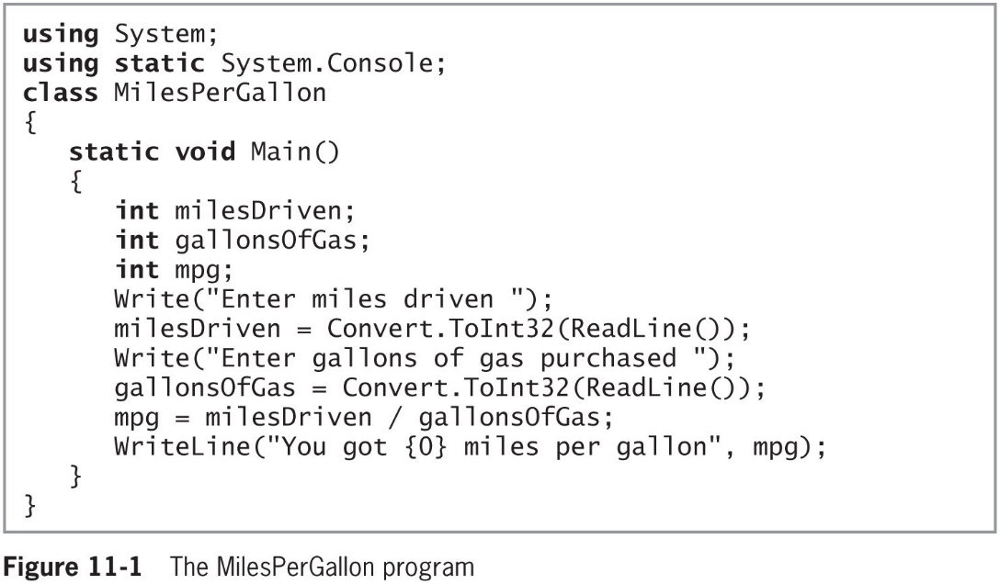 using System;
using static System.Console;
class MilesPerGallon
{
   static void Main()
   {
      int milesDriven;
      int gallonsOfGas;
      int mpg;
      Write("Enter miles driven ");
      milesDriven = Convert.ToInt32(ReadLine());
      Write("Enter gallons of gas purchased ");
      gallonsOfGas = Convert.ToInt32(ReadLine());
      mpg = milesDriven / gallonsOfGas;
      WriteLine("You got {0} miles per gallon", mpg);
   }
}
Figure 11-1 The MilesPerGallon program